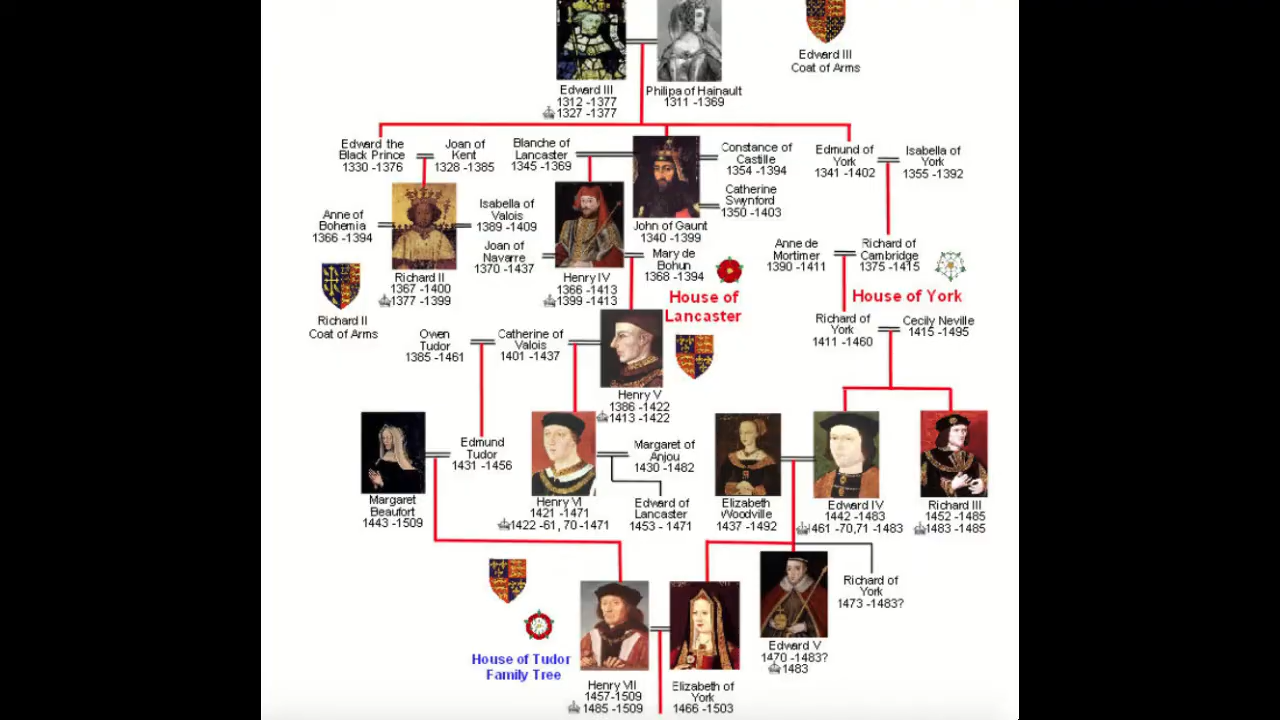 Edward III
Coat of Arms
Edward III
1312 -1377
1327 -1377
Philipa of Hainault
1311 -1369
Edward the
Black Prince
1330 -1376
Joan of
Kent
1328 -1385
Blanche of
Lancaster
1345 -1369
Constance of
Castille
1354 -1394
Edmund of
York
1341 -1402
Isabella of
York
1355 -1392
Catherine
Swynford
1350 -1403
John of Gaunt
1340 -1399
Anne of
Bohemia
1366 -1394
Isabella of
Valois
1389 -1409
Joan of
Navarre
1370 -1437
Mary de
Bohun
1368 -1394
Anne de
Mortimer
1390 -1411
Richard of
Cambridge
1375 -1415
Richard II
1367 -1400
1377 -1399
Henry IV
1366 -1413
1399 -1413
House of
Lancaster
House of York
Richard II
Coat of Arms
Owen
Tudor
1385 -1461
Catherine of
Valois
1401 -1437
Richard of
York
1411 -1460
Cecily Neville
1415 -1495
Henry V
1386 -1422
1413 -1422
Edmund
Tudor
1431 -1456
Margaret of
Anjou
1430 -1482
Margaret
Beaufort
1443 -1509
Henry VI
1421 -1471
1422 -61, 70 -1471
Edward of
Lancaster
1453 - 1471
Elizabeth
Woodville
1437 -1492
Edward IV
1442 -1483
1461 -70,71 -1483
Richard III
1452 -1485
1483 -1485
Richard of
York
1473 -1483?
Edward V
1470 -1483?
1483
House of Tudor
Family Tree
Henry VII
1457-1509
1485 -1509
Elizabeth of
York
1466 -1503